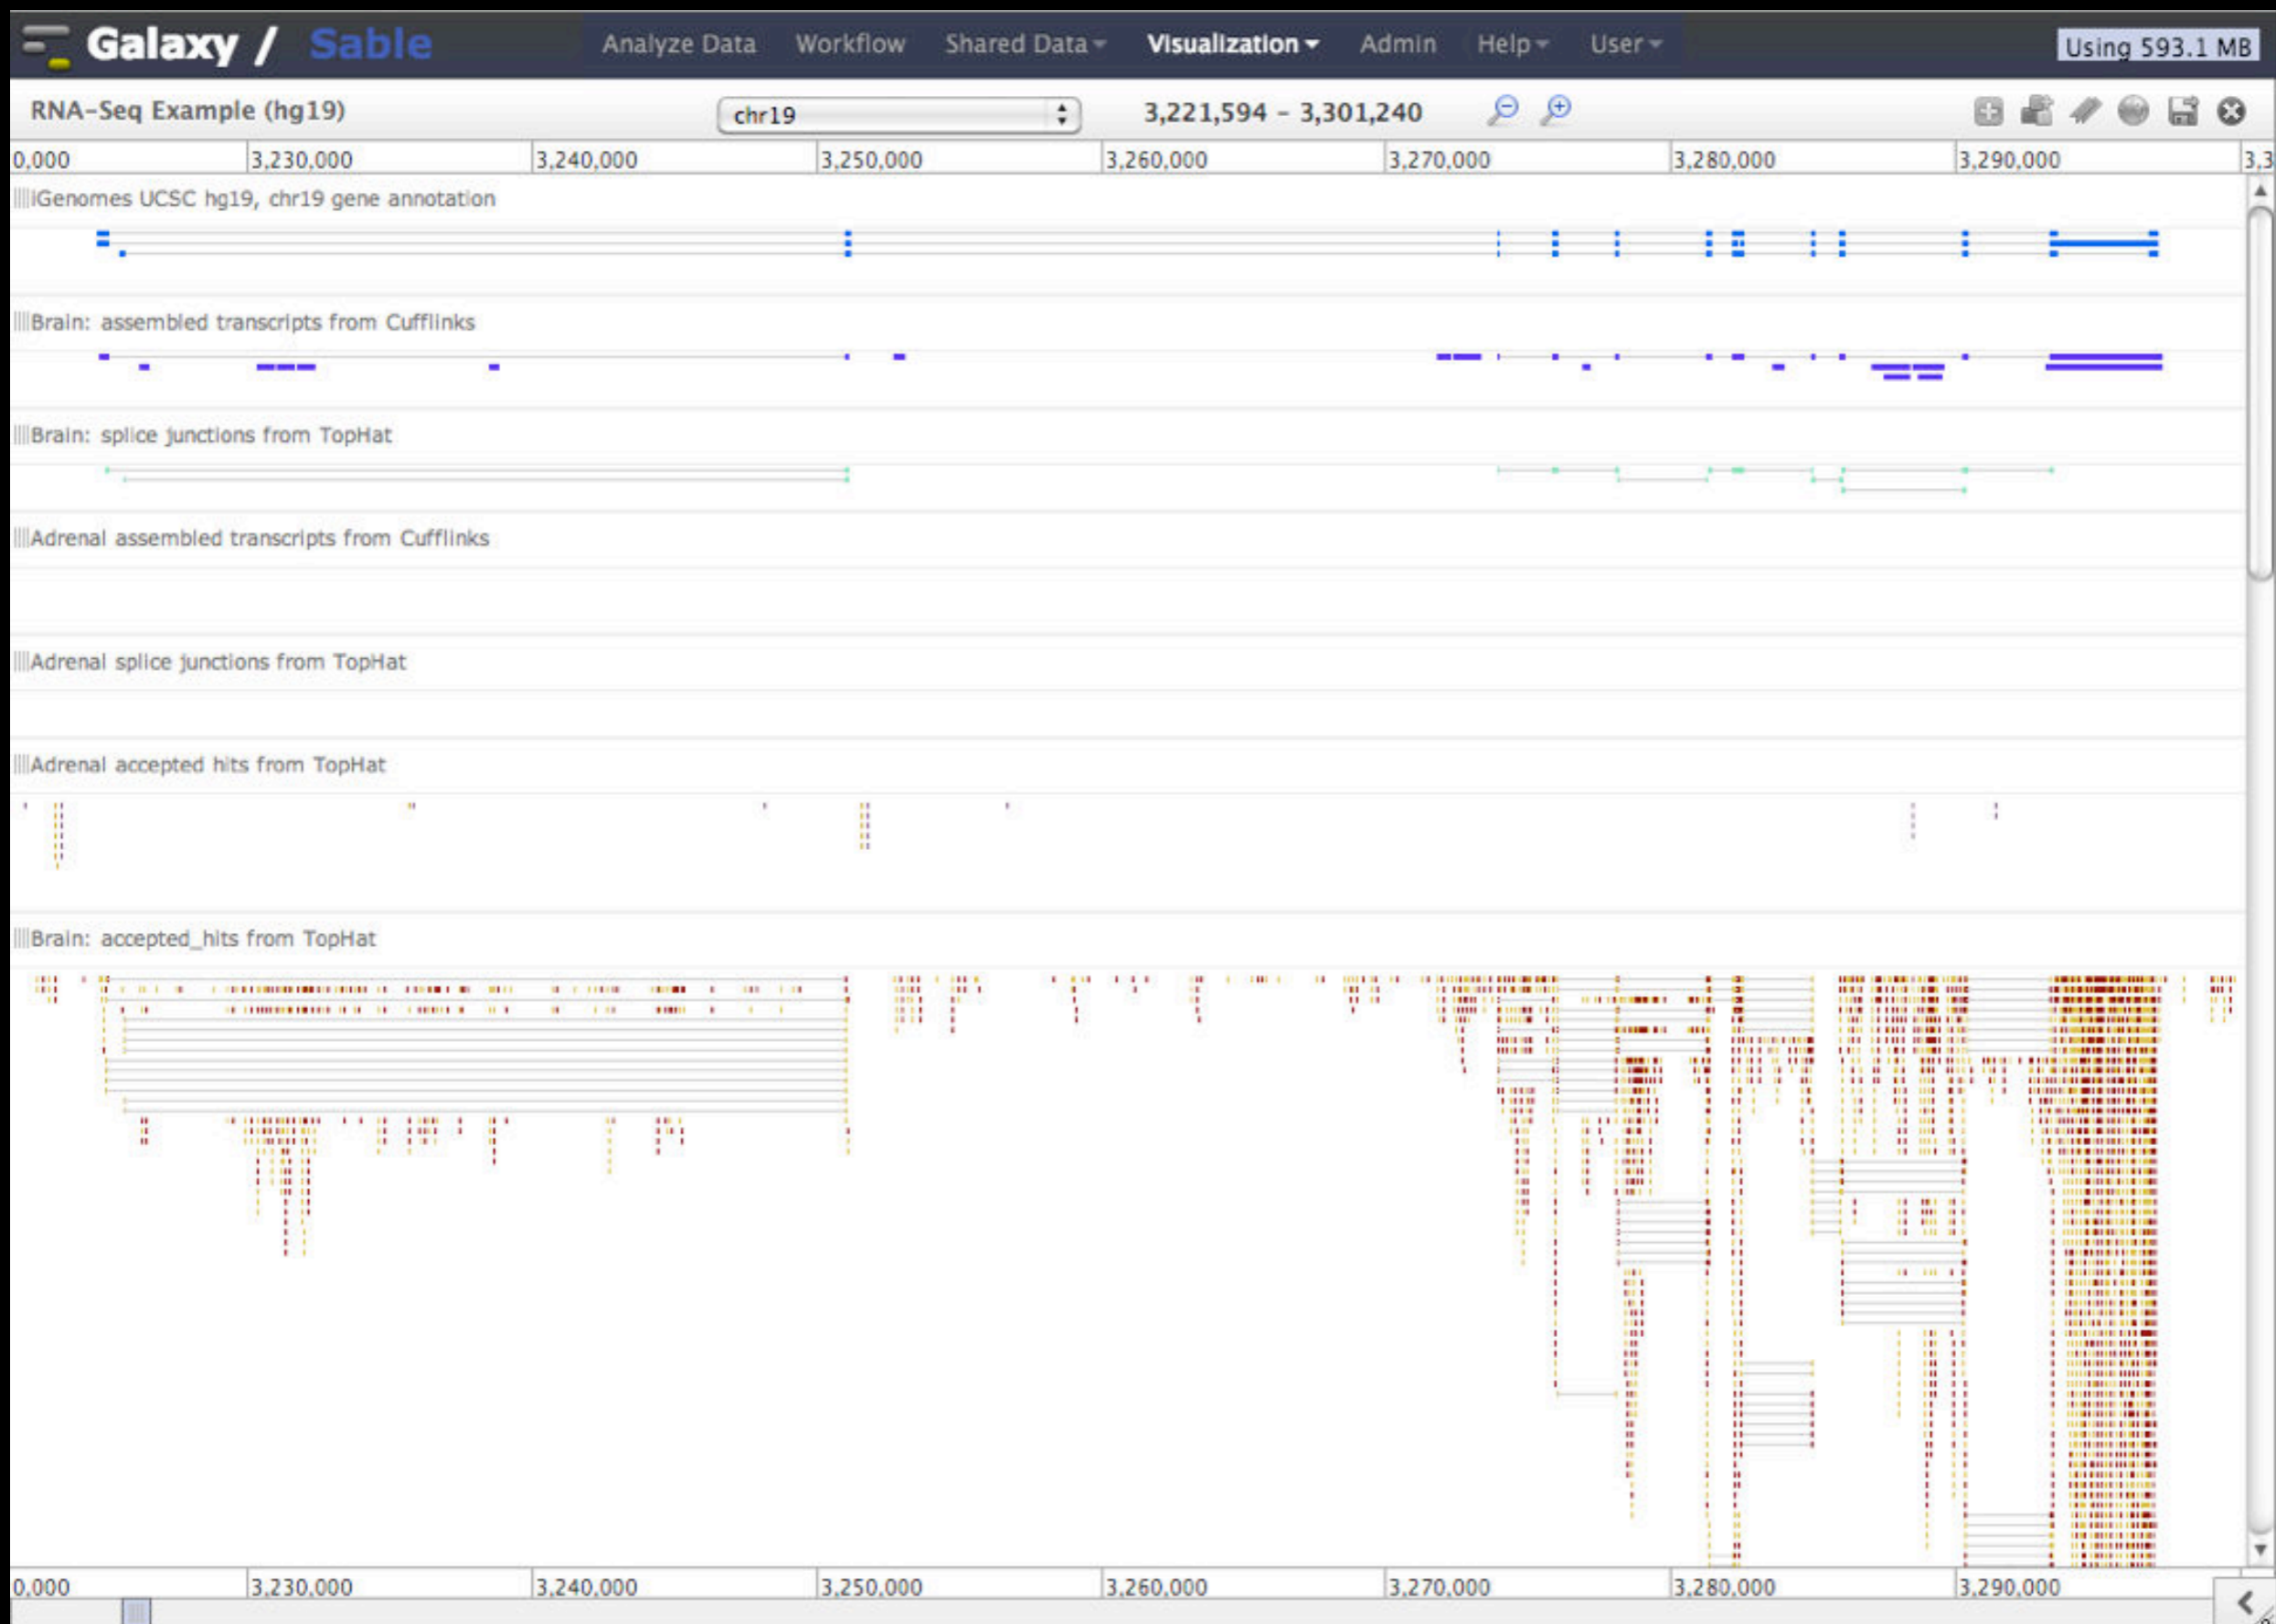 Galaxy / Sable Analyze Data Workflow Shared Data Visualization Admin Help User Using 593.1 MB
RNA-Seq Example (hg19) chr19 3,221,594 - 3,301,240
0,000 3,230,000 3,240,000 3,250,000 3,260,000 3,270,000 3,280,000 3,290,000 3,3
iGenomes UCSC hg19, chr19 gene annotation
Brain: assembled transcripts from Cufflinks
Brain: splice junctions from TopHat
Adrenal assembled transcripts from Cufflinks
Adrenal splice junctions from TopHat
Adrenal accepted hits from TopHat
Brain: accepted_hits from TopHat
0,000 3,230,000 3,240,000 3,250,000 3,260,000 3,270,000 3,280,000 3,290,000